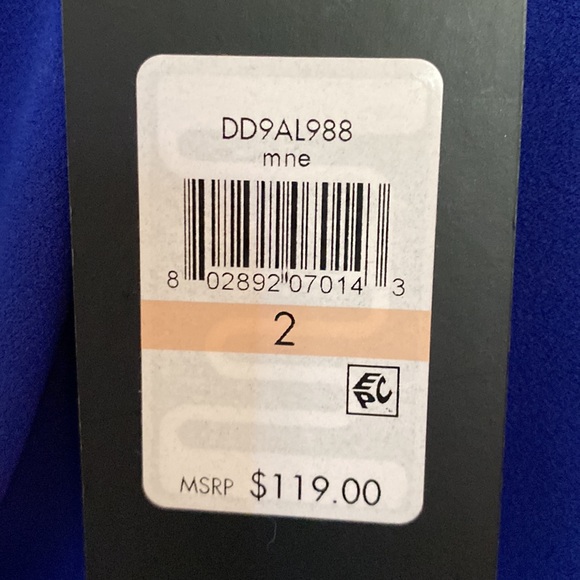 DD9AL988
mne
8 02892 07014 3
2
EPC
MSRP $119.00